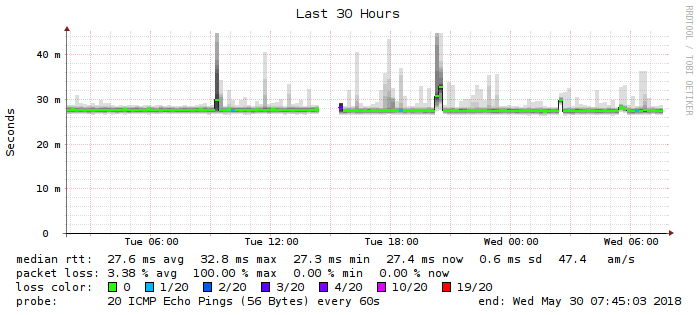 Last 30 Hours
RRDTOOL / TOBI OETIKER
Seconds
40 m
30 m
20 m
10 m
0
Tue 06:00 Tue 12:00 Tue 18:00 Wed 00:00 Wed 06:00
median rtt: 27.6 ms avg 32.8 ms max 27.3 ms min 27.4 ms now 0.6 ms sd 47.4 am/s
packet loss: 3.38 % avg 100.00 % max 0.00 % min 0.00 % now
loss color: 0 1/20 2/20 3/20 4/20 10/20 19/20
probe: 20 ICMP Echo Pings (56 Bytes) every 60s end: Wed May 30 07:45:03 2018